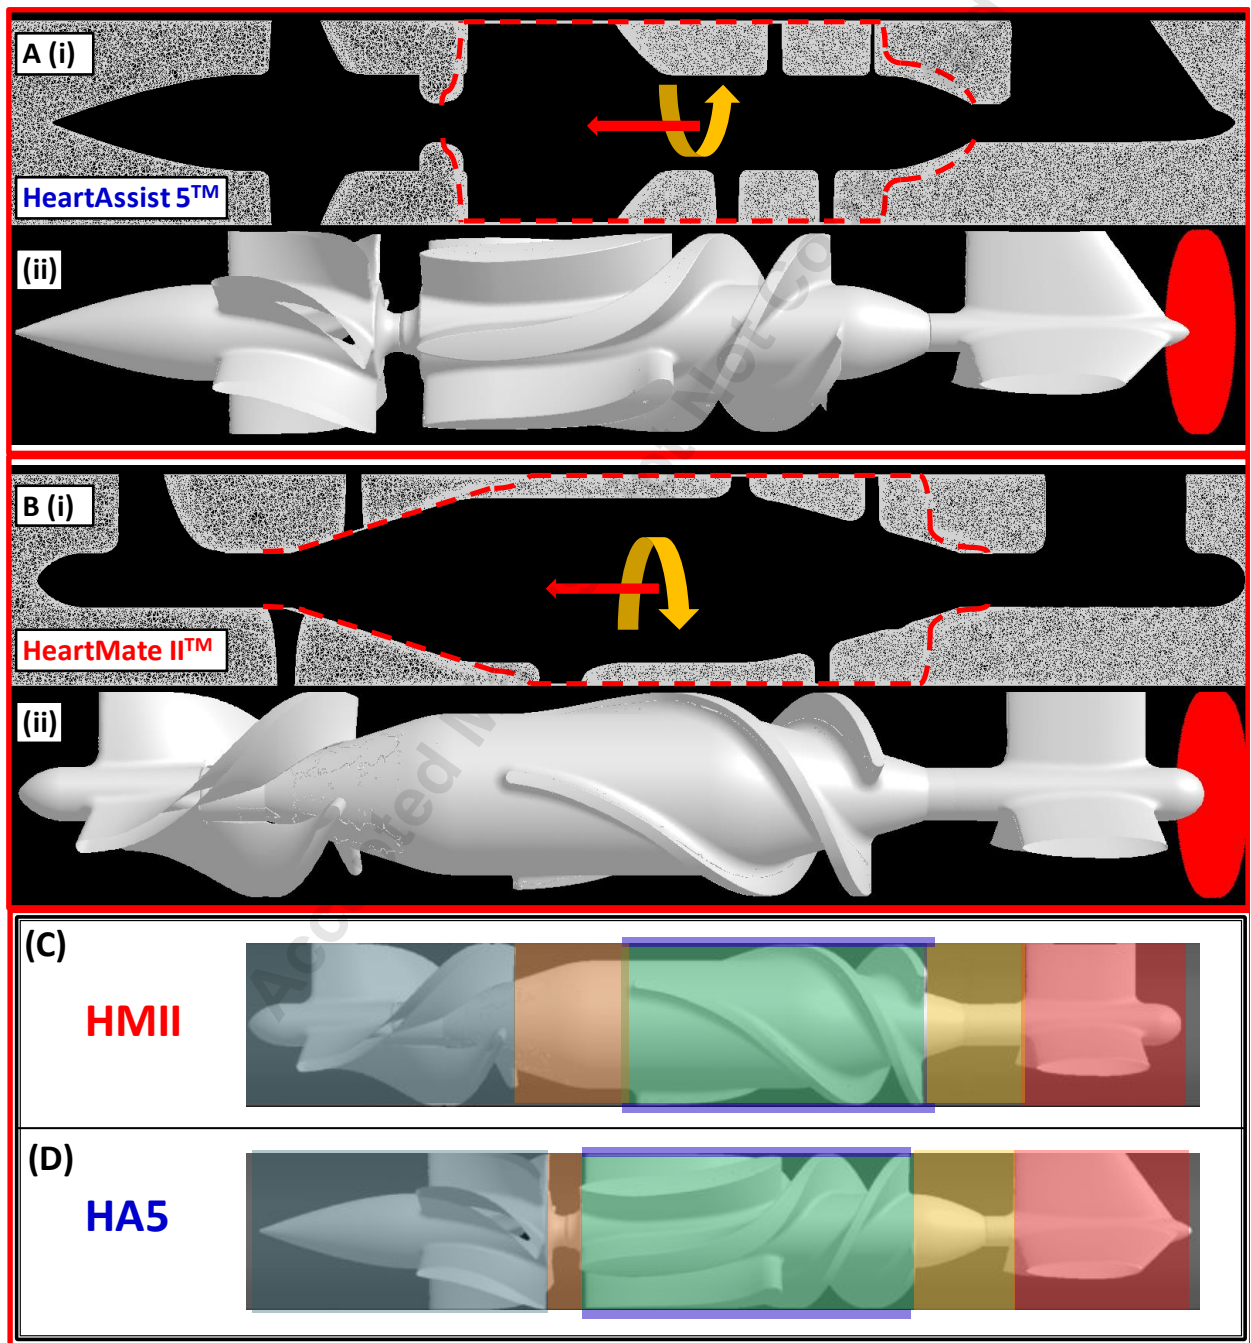 A (i)
HeartAssist 5TM
(ii)
B (i)
HeartMate IITM
(ii)
(C)
HMII
(D)
HA5